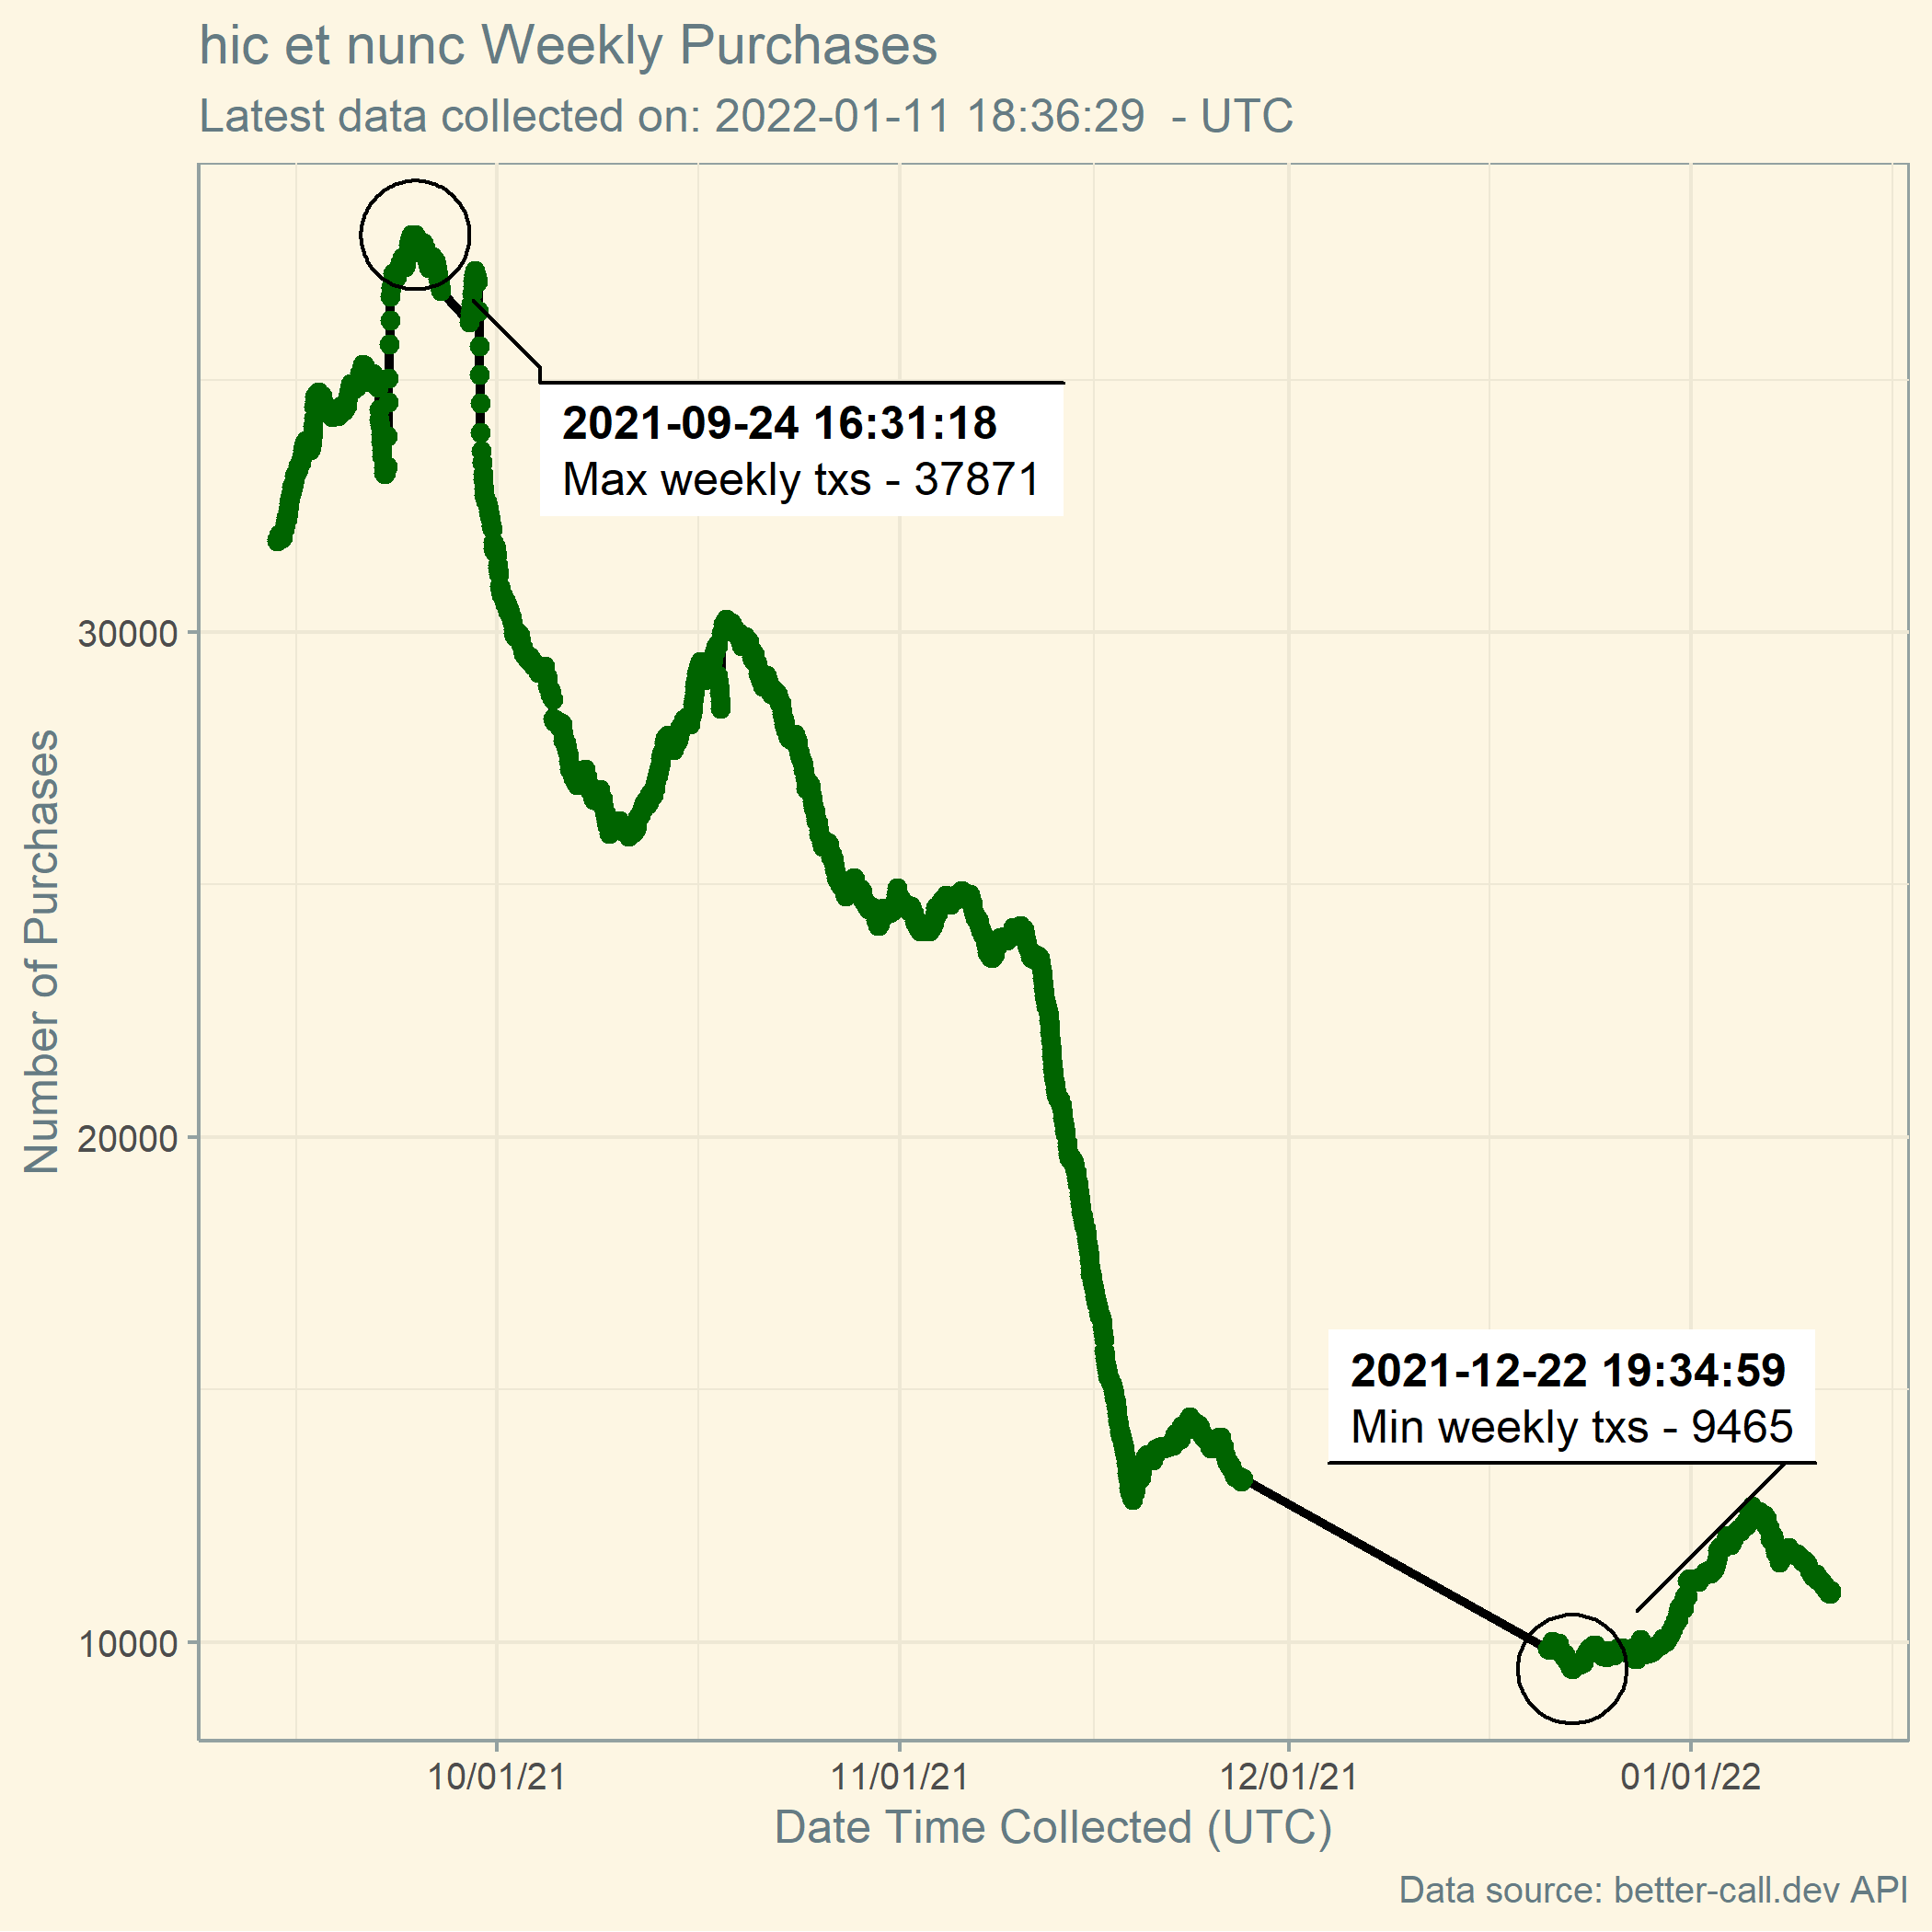 hic et nunc Weekly Purchases
Latest data collected on: 2022-01-11 18:36:29  - UTC
2021-09-24 16:31:18
Max weekly txs - 37871
30000
20000
10000
Number of Purchases
2021-12-22 19:34:59
Min weekly txs - 9465
10/01/21
11/01/21
12/01/21
01/01/22
Date Time Collected (UTC)
Data source: better-call.dev API